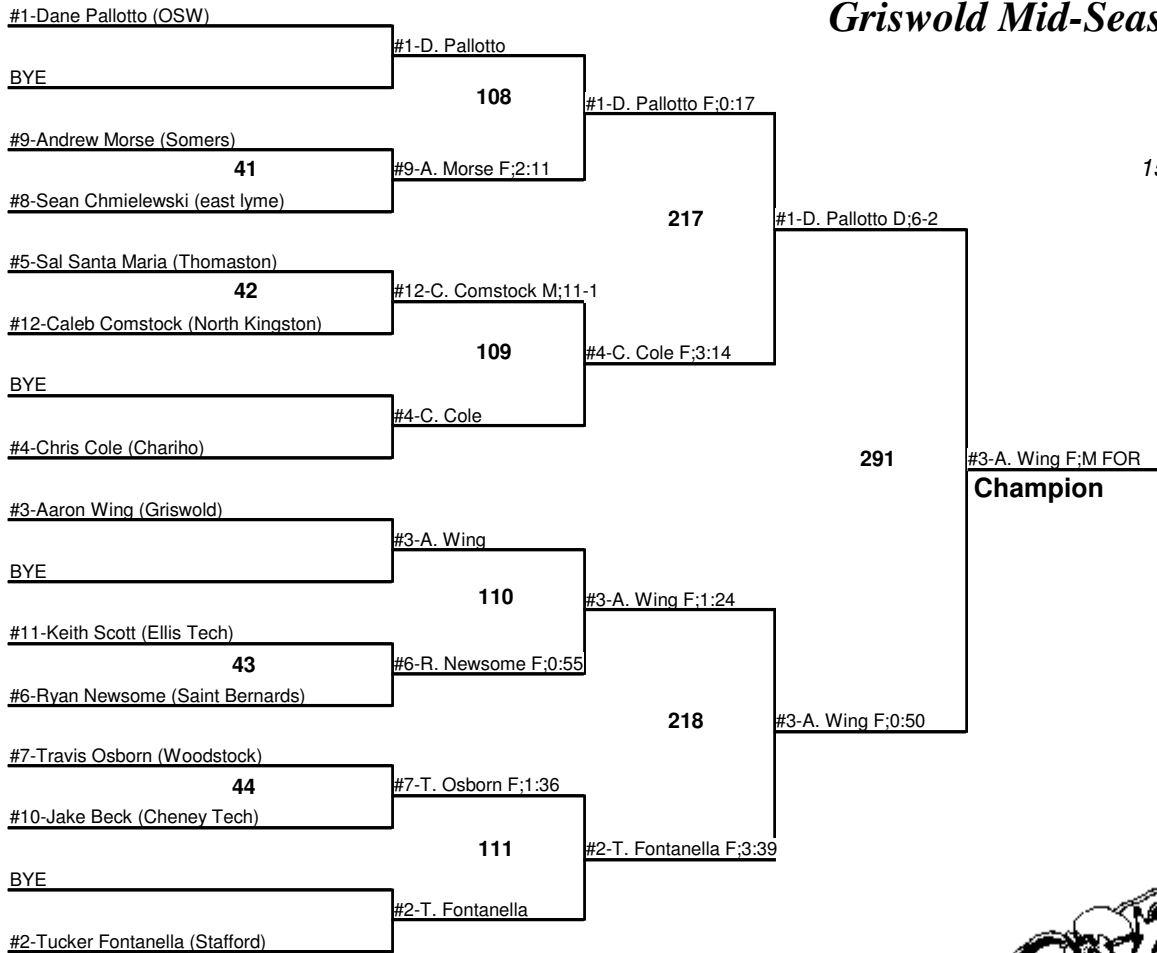 Griswold Mid-Seas
#1-Dane Pallotto (OSW)
#1-D. Pallotto
BYE
108
#1-D. Pallotto F;0:17
#9-Andrew Morse (Somers)
41
#9-A. Morse F;2:11
15
#8-Sean Chmielewski (east lyme)
217
#1-D. Pallotto D;6-2
#5-Sal Santa Maria (Thomaston)
42
#12-C. Comstock M;11-1
#12-Caleb Comstock (North Kingston)
109
#4-C. Cole F;3:14
BYE
#4-C. Cole
#4-Chris Cole (Chariho)
291
#3-A. Wing F;M FOR
Champion
#3-Aaron Wing (Griswold)
#3-A. Wing
BYE
110
#3-A. Wing F;1:24
#11-Keith Scott (Ellis Tech)
43
#6-R. Newsome F;0:55
#6-Ryan Newsome (Saint Bernards)
218
#3-A. Wing F;0:50
#7-Travis Osborn (Woodstock)
44
#7-T. Osborn F;1:36
#10-Jake Beck (Cheney Tech)
111
#2-T. Fontanella F;3:39
BYE
#2-T. Fontanella
#2-Tucker Fontanella (Stafford)